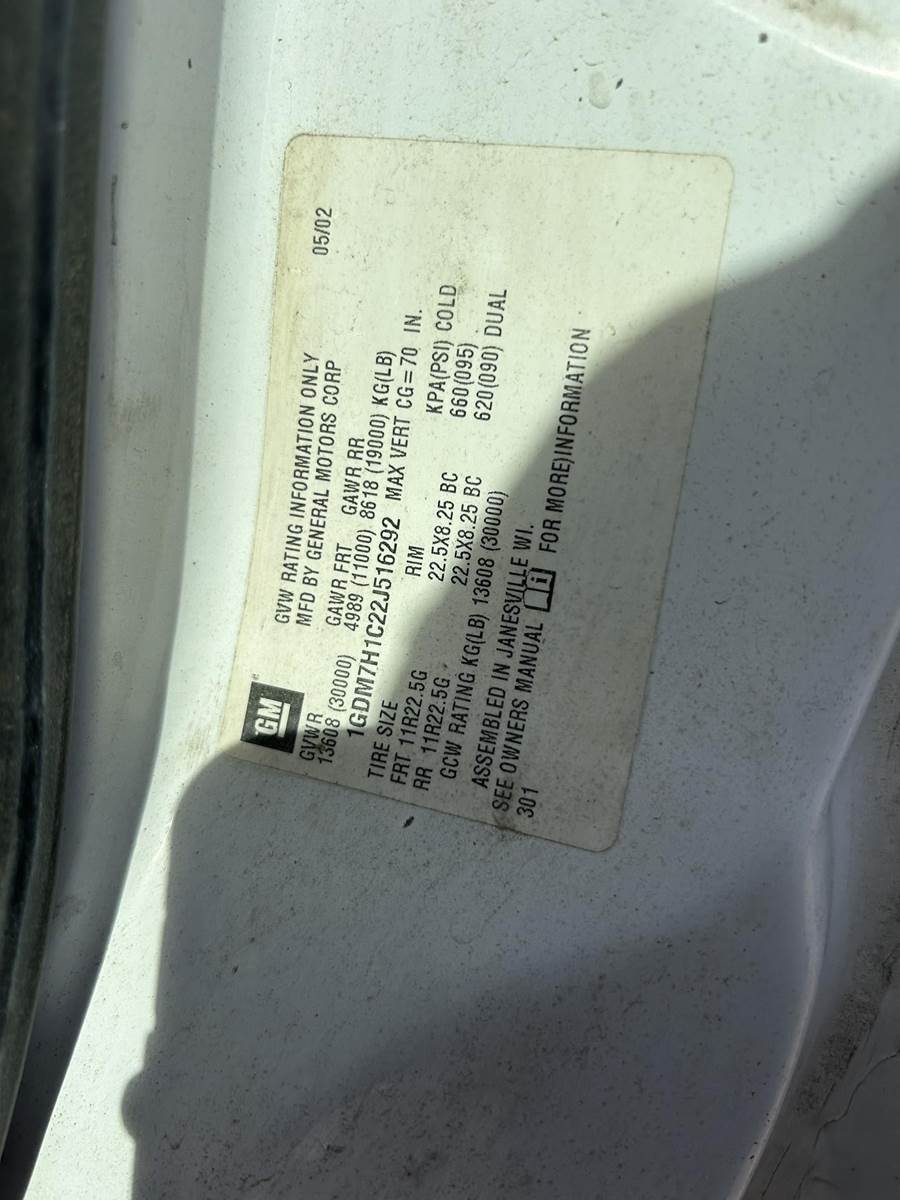 GM
®
GVW RATING INFORMATION ONLY
MFD BY GENERAL MOTORS CORP 05/02
GVWR GAWR FRT GAWR RR
13608 (30000) 4989 (11000) 8618 (19000) KG(LB)
1GDM7H1C22J516292 MAX VERT CG=70 IN.
TIRE SIZE RIM KPA(PSI) COLD
FRT 11R22.5G 22.5X8.25 BC 660(095)
RR 11R22.5G 22.5X8.25 BC 620(090) DUAL
GCW RATING KG(LB) 13608 (30000)
ASSEMBLED IN JANESVILLE WI.
SEE OWNERS MANUAL i FOR MORE)INFORMATION
301